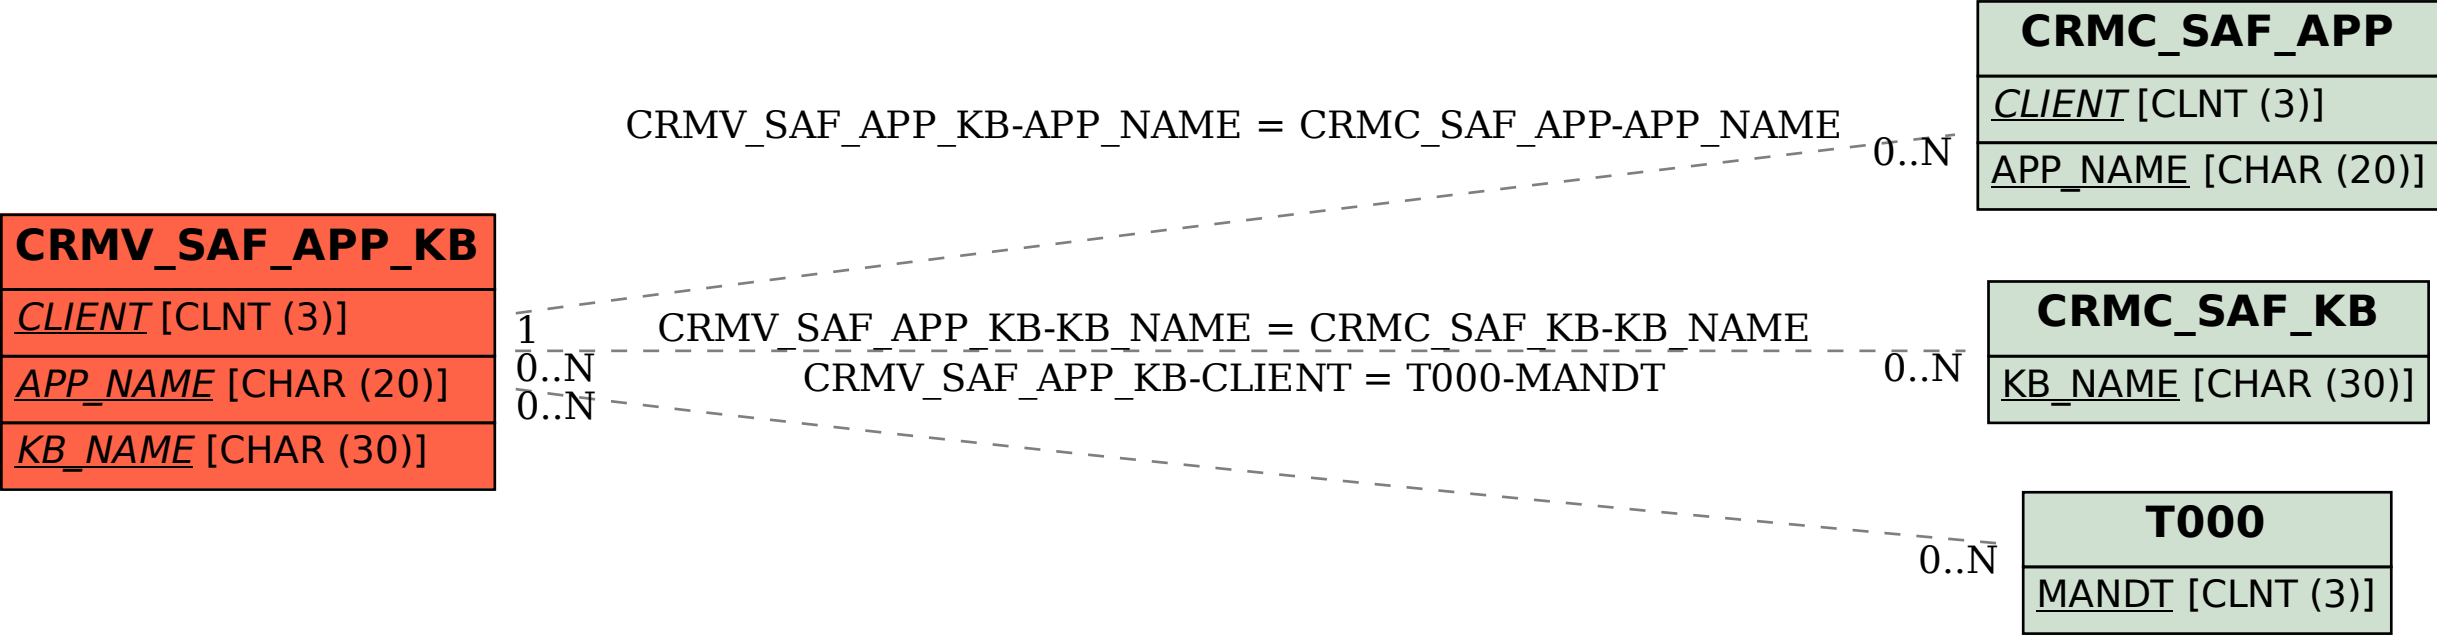 CRMC_SAF_APP
CLIENT [CLNT (3)]
APP_NAME [CHAR (20)]
CRMV_SAF_APP_KB-APP_NAME = CRMC_SAF_APP-APP_NAME
0..N
CRMV_SAF_APP_KB
CLIENT [CLNT (3)]
APP_NAME [CHAR (20)]
KB_NAME [CHAR (30)]
1
0..N
0..N
CRMV_SAF_APP_KB-KB_NAME = CRMC_SAF_KB-KB_NAME
CRMV_SAF_APP_KB-CLIENT = T000-MANDT
0..N
CRMC_SAF_KB
KB_NAME [CHAR (30)]
0..N
T000
MANDT [CLNT (3)]